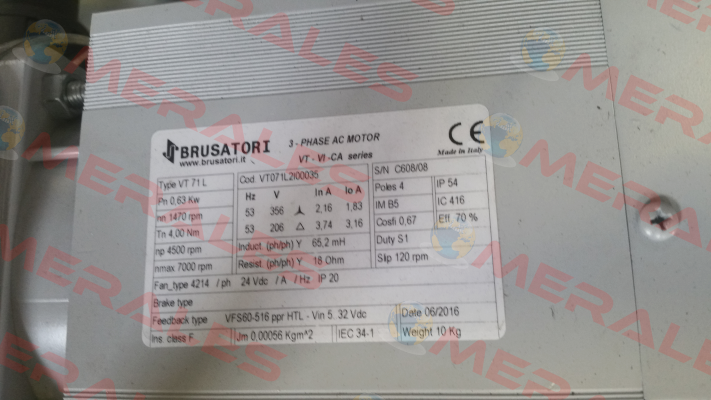 BRUSATORI
www.brusatori.it
3 - PHASE AC MOTOR
VT - VI -CA series
CE
Made in Italy
Type VT 71 L
Cod VT071L2I00035
S/N C608/08
Pn 0,63 Kw
Hz V In A Io A
Poles 4 IP 54
nn 1470 rpm
53 356 2,16 1,83
IM B5 IC 416
Tn 4,00 Nm
53 206 △ 3,74 3,16
Cosfi 0,67 Eff 70 %
np 4500 rpm
Induct. (ph/ph) Y 65,2 mH
Duty S1
nmax 7000 rpm
Resist. (ph/ph) Y 18 Ohm
Slip 120 rpm
Fan_type 4214 / ph 24 Vdc / A / Hz IP 20
Brake type
Feedback type VFS60-516 ppr HTL - Vin 5. 32 Vdc
Date 06/2016
Ins. class F Jm 0,00056 Kgm^2 IEC 34-1 Weight 10 Kg
MERALES
MERALES
MERALES
MERALES